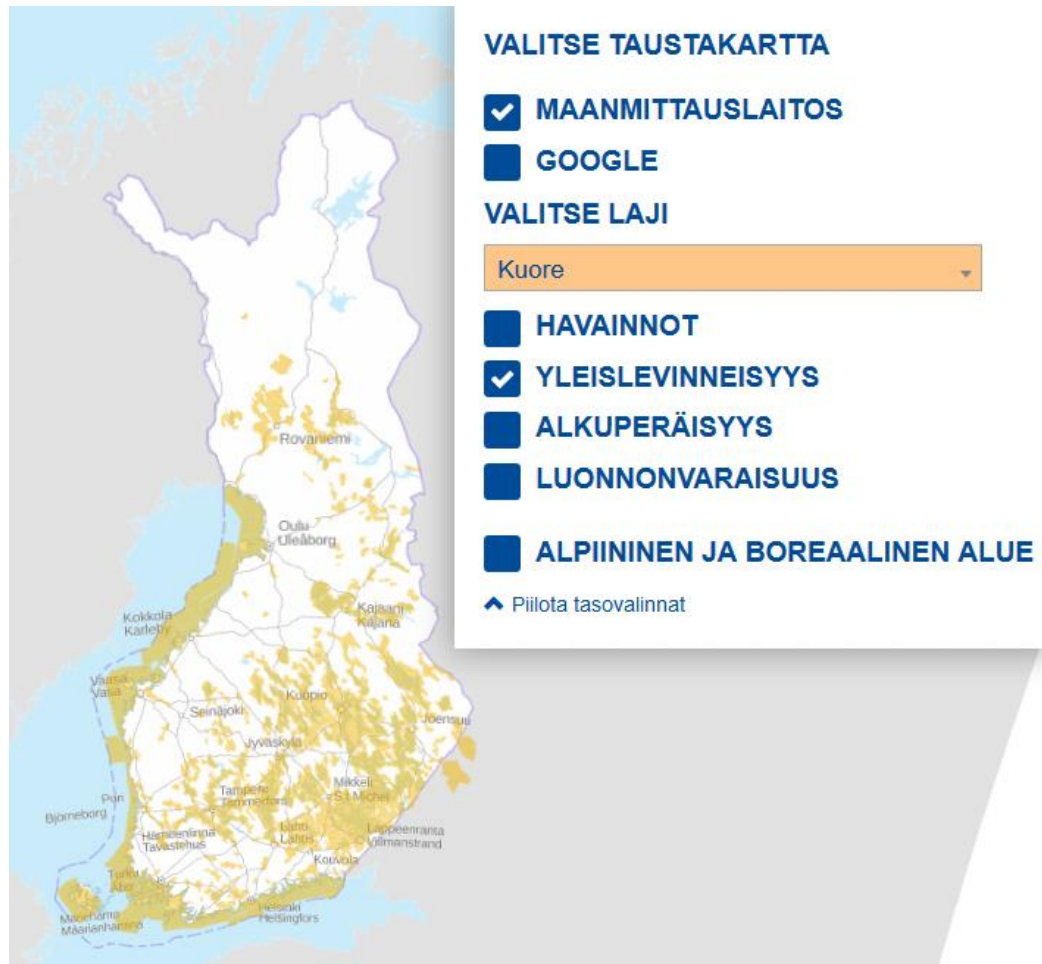 VALITSE TAUSTAKARTTA
MAANMITTAUSLAITOS
GOOGLE
VALITSE LAJI
Kuore
HAVAINNOT
YLEISLEVINNEISYYS
ALKUPERÄISYYS
LUONNONVARAISUUS
ALPIININEN JA BOREAALINEN ALUE
Piilota tasovalinnat
Rovaniemi
Oulu
Uleåborg
Kajaani
Kajana
Kokkola
Karleby
Vaasa
Vasa
Kuopio
Seinäjoki
Joensuu
Jyväskylä
Mikkeli
S:t Michel
Tampere
Tammerfors
Pori
Björneborg
Hämeenlinna
Tavastehus
Lahti
Lahtis
Lappeenranta
Villmanstrand
Kouvola
Turku
Åbo
Helsinki
Helsingfors
Mariehamn
Maarianhamina